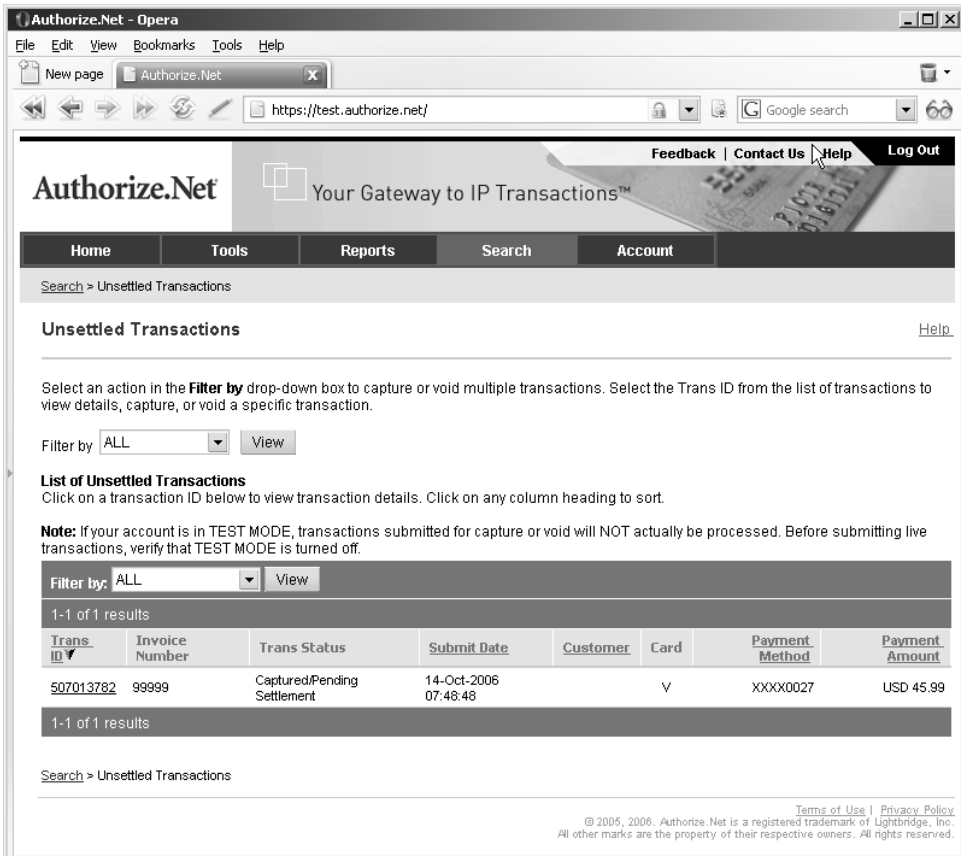 Authorize.Net - Opera
File Edit View Bookmarks Tools Help
New page Authorize.Net
https://test.authorize.net/ G Google search
Feedback | Contact Us Help Log Out
Authorize.Net Your Gateway to IP Transactions™
Home Tools Reports Search Account
Search > Unsettled Transactions
Unsettled Transactions Help
Select an action in the Filter by drop-down box to capture or void multiple transactions. Select the Trans ID from the list of transactions to
view details, capture, or void a specific transaction.
Filter by ALL View
List of Unsettled Transactions
Click on a transaction ID below to view transaction details. Click on any column heading to sort.
Note: If your account is in TEST MODE, transactions submitted for capture or void will NOT actually be processed. Before submitting live
transactions, verify that TEST MODE is turned off.
Filter by: ALL View
1-1 of 1 results
Trans ID Invoice Number Trans Status Submit Date Customer Card Payment Method Payment Amount
507013782 99999 Captured/Pending Settlement 14-Oct-2006 07:48:48 V XXXX0027 USD 45.99
1-1 of 1 results
Search > Unsettled Transactions
Terms of Use | Privacy Policy
© 2005, 2006. Authorize.Net is a registered trademark of Lightbridge, Inc.
All other marks are the property of their respective owners. All rights reserved.